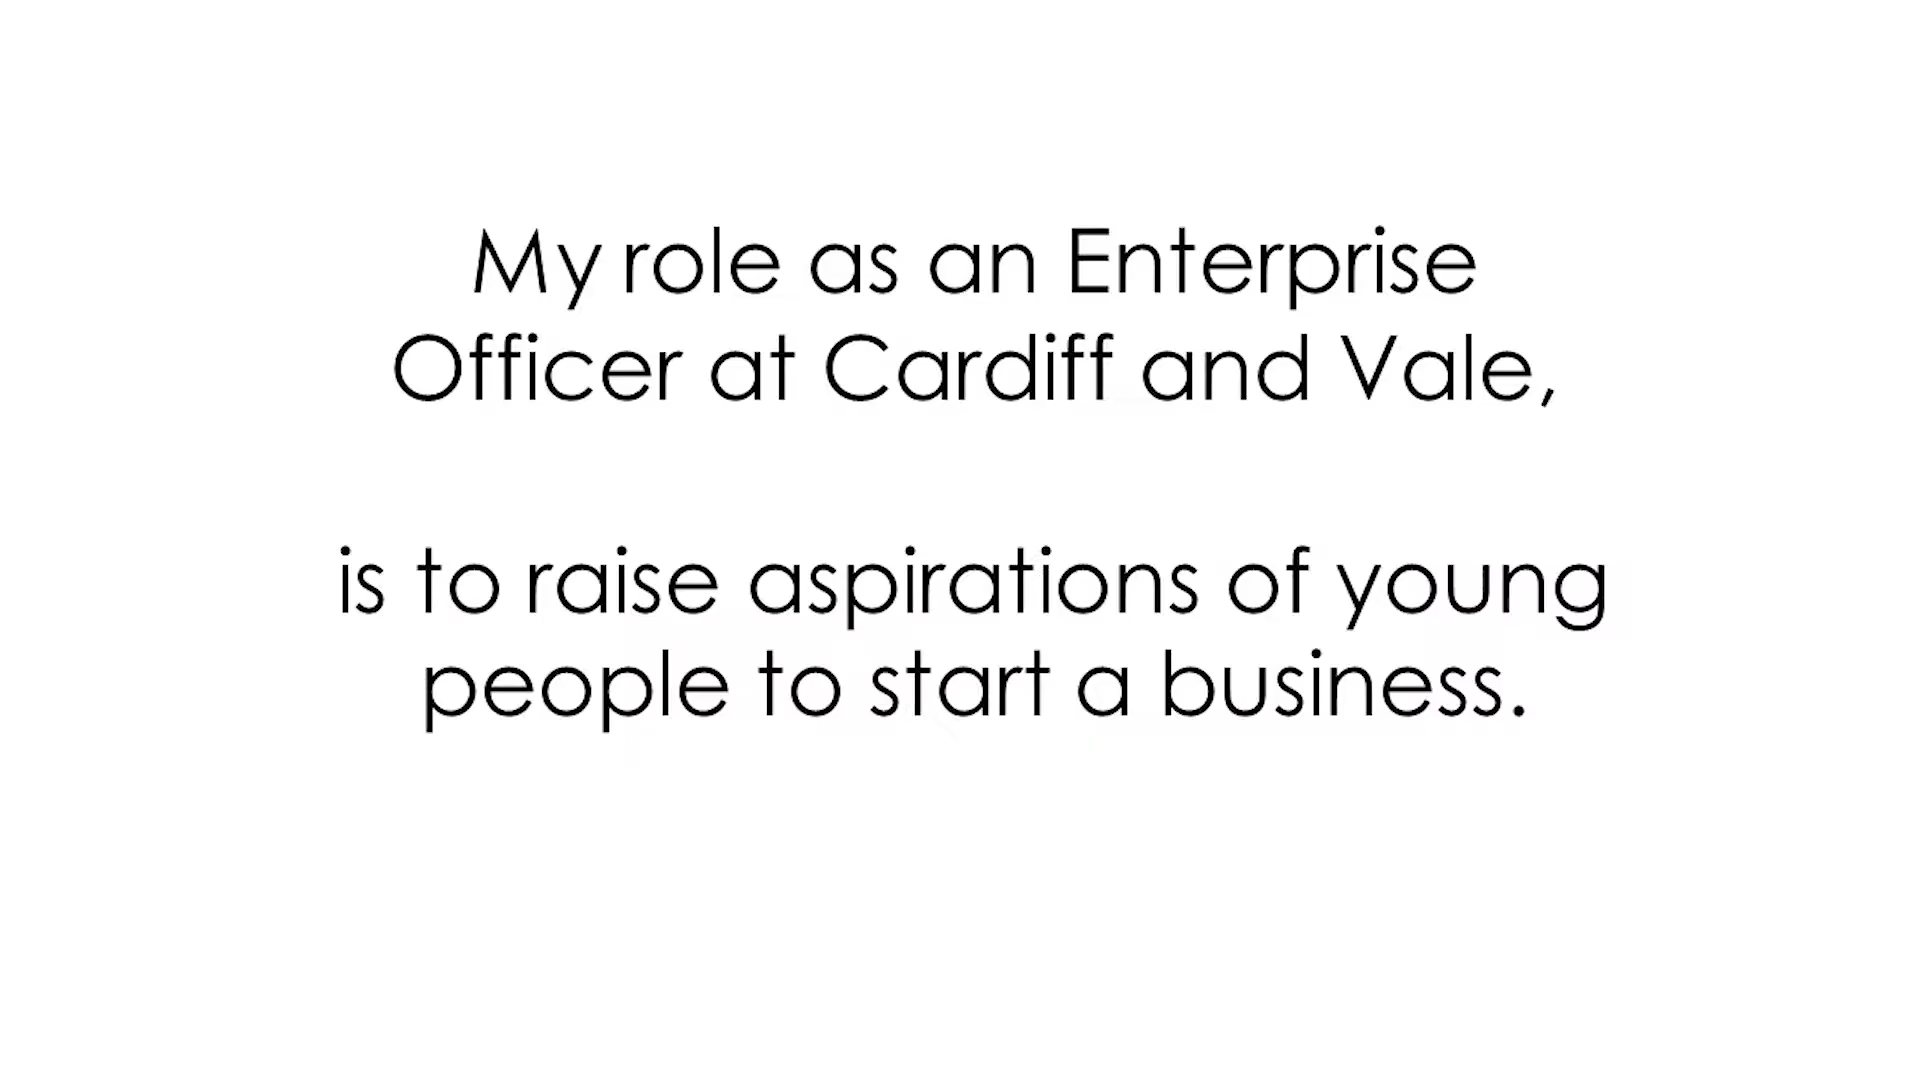 My role as an Enterprise
Officer at Cardiff and Vale,
is to raise aspirations of young
people to start a business.